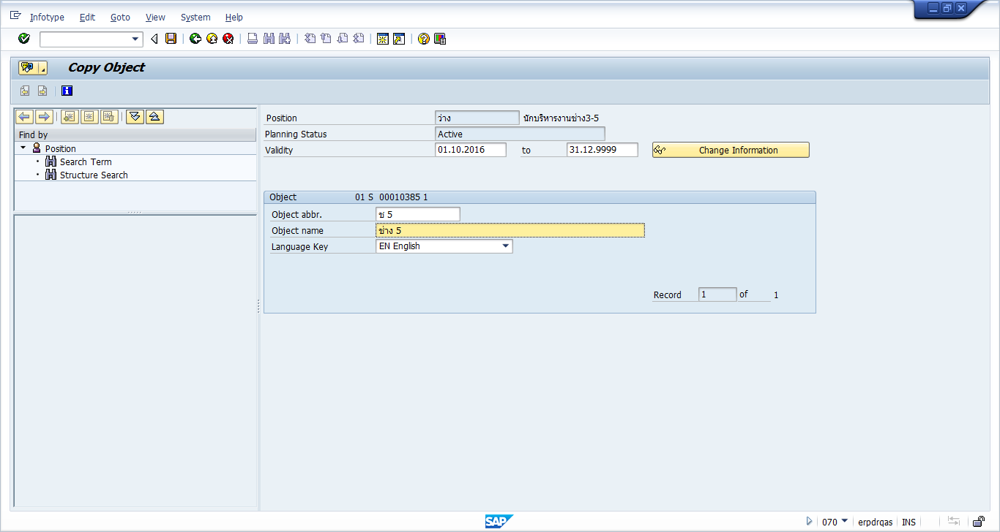 Infotype Edit Goto View System Help
Copy Object
Find by
Position
Search Term
Structure Search
Position ว่าง นักบริหารงานช่าง3-5
Planning Status Active
Validity 01.10.2016 to 31.12.9999 Change Information
Object 01 S 00010385 1
Object abbr. ช 5
Object name ช่าง 5
Language Key EN English
Record 1 of 1
SAP 070 erpdrqas INS